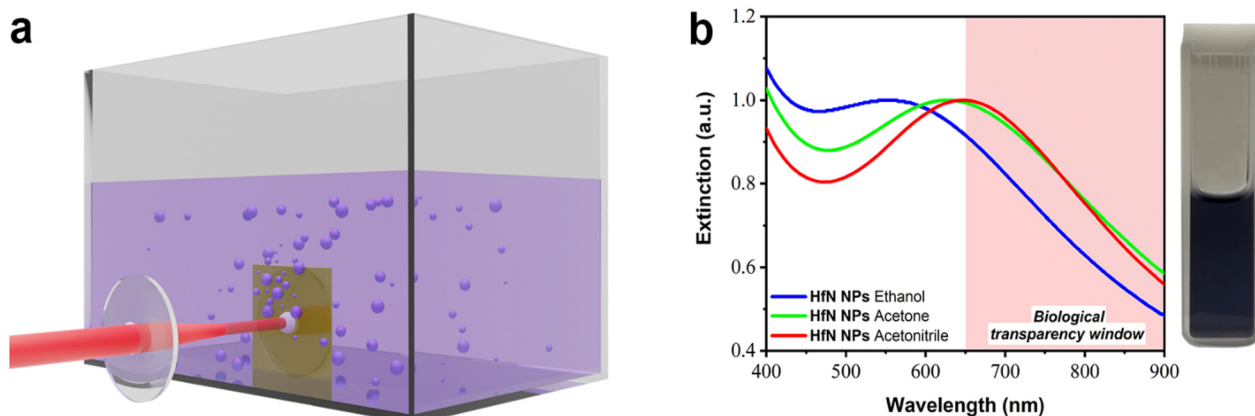 a
b
1.2
1.0
0.8
0.6
0.4
Extinction (a.u.)
HfN NPs Ethanol
HfN NPs Acetone
HfN NPs Acetonitrile
Biological
transparency window
400 500 600 700 800 900
Wavelength (nm)